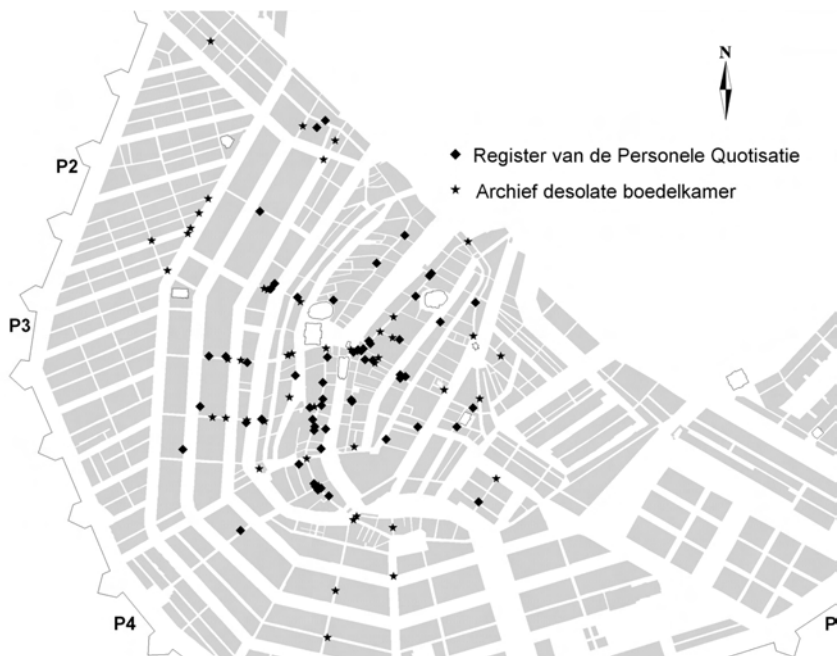 N
Register van de Personele Quotisatie
P2
Archief desolate boedelkamer
P3
P4
P